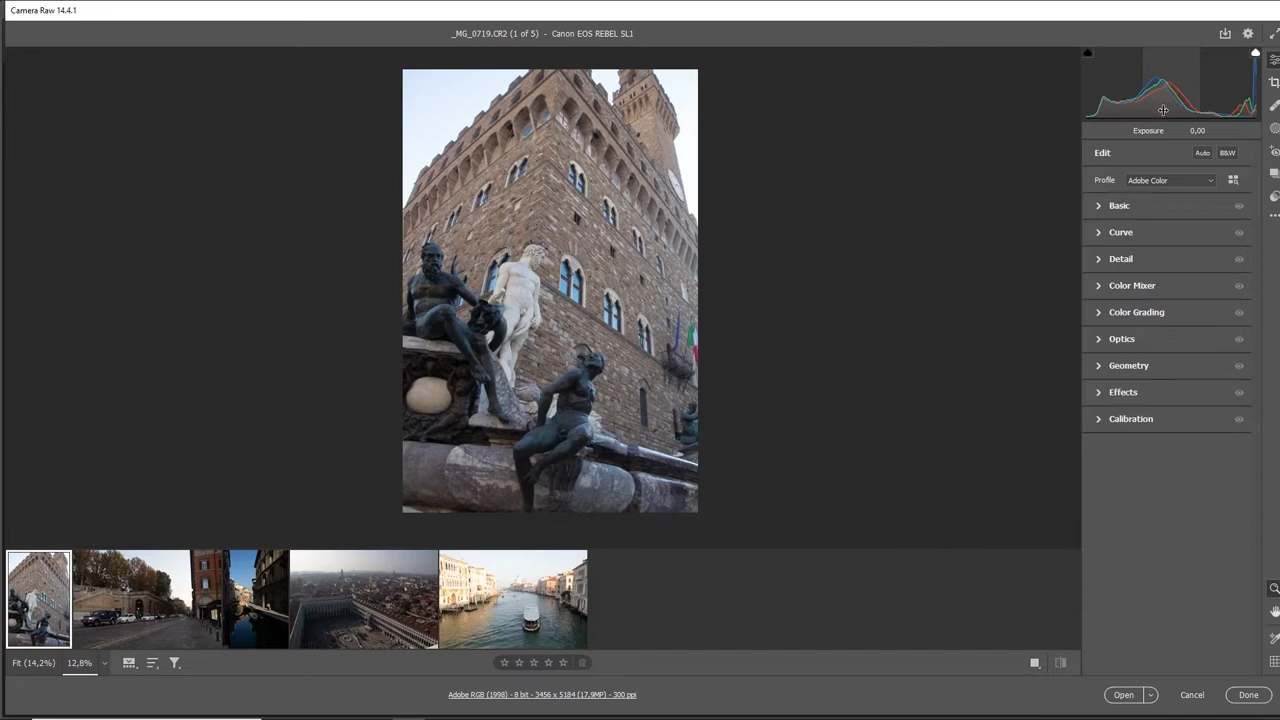 Camera Raw 14.4.1
_MG_0719.CR2 (1 of 5) - Canon EOS REBEL SL1
Exposure 0,00
Edit Auto B&W
Profile Adobe Color
Basic
Curve
Detail
Color Mixer
Color Grading
Optics
Geometry
Effects
Calibration
Fit (14,2%) 12,8%
Adobe RGB (1998) - 8 bit - 3456 x 5184 (17,9MP) - 300 ppi
Open Cancel Done